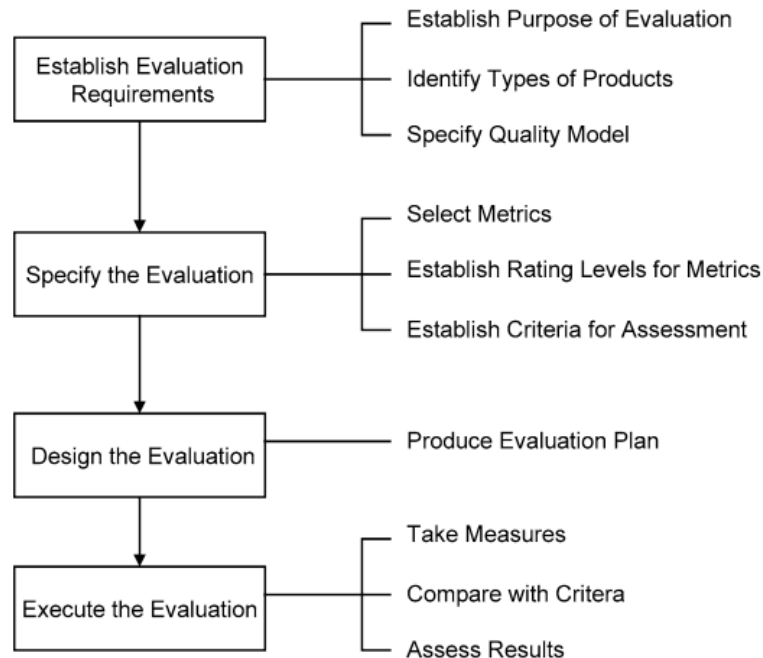 Establish Purpose of Evaluation
Establish Evaluation
Requirements
Identify Types of Products
Specify Quality Model
Select Metrics
Specify the Evaluation
Establish Rating Levels for Metrics
Establish Criteria for Assessment
Design the Evaluation
Produce Evaluation Plan
Take Measures
Execute the Evaluation
Compare with Critera
Assess Results